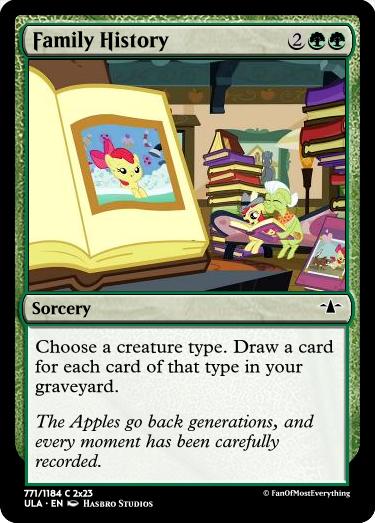 Family History 2
Sorcery
Choose a creature type. Draw a card
for each card of that type in your
graveyard.
The Apples go back generations, and
every moment has been carefully
recorded.
771/1184 C 2x23
ULA • EN Hasbro Studios
© FanOfMostEverything